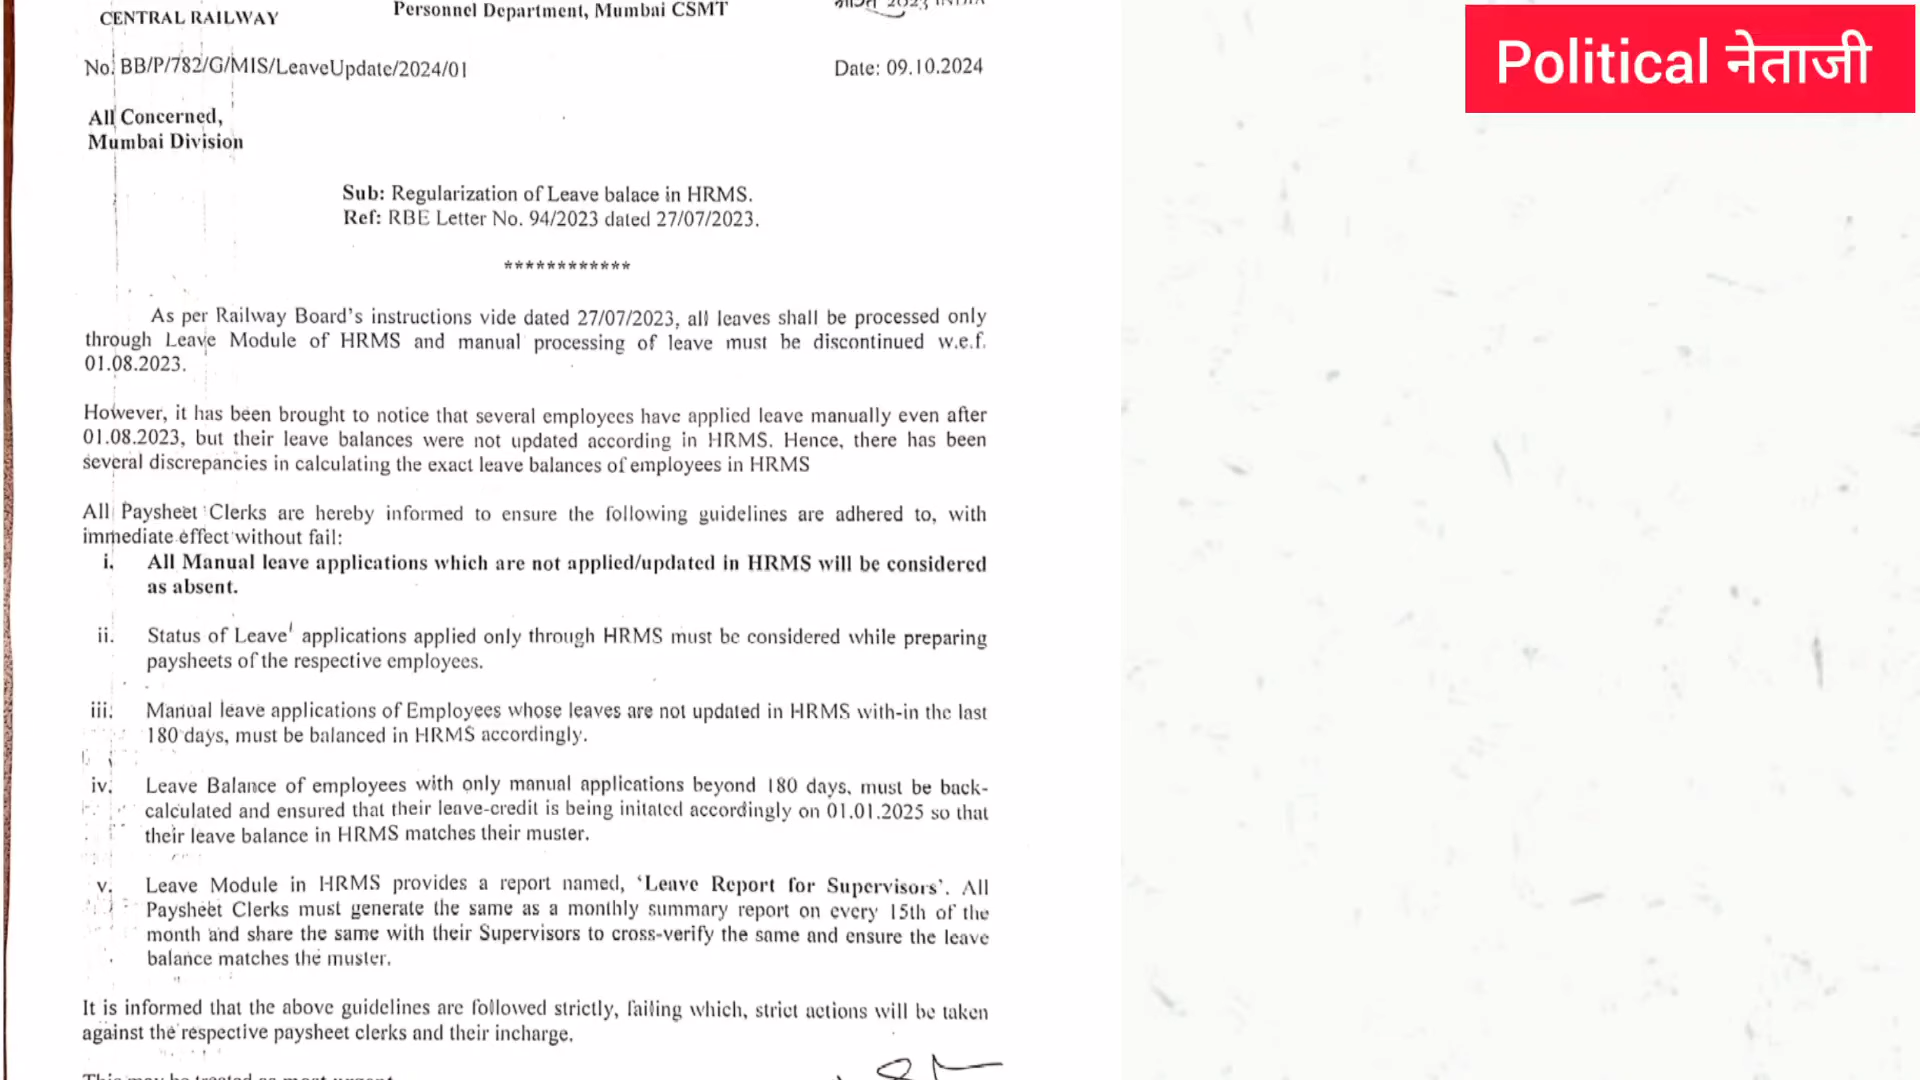 CENTRAL RAILWAY
Personnel Department, Mumbai CSMT
2023 INDIA
No. BB/P/782/G/MIS/LeaveUpdate/2024/01
Date: 09.10.2024
Political नेताजी
All Concerned,
Mumbai Division
Sub: Regularization of Leave balace in HRMS.
Ref: RBE Letter No. 94/2023 dated 27/07/2023.
************
As per Railway Board's instructions vide dated 27/07/2023, all leaves shall be processed only
through Leave Module of HRMS and manual processing of leave must be discontinued w.e.f.
01.08.2023.
However, it has been brought to notice that several employees have applied leave manually even after
01.08.2023, but their leave balances were not updated according in HRMS. Hence, there has been
several discrepancies in calculating the exact leave balances of employees in HRMS
All Paysheet Clerks are hereby informed to ensure the following guidelines are adhered to, with
immediate effect without fail:
i. All Manual leave applications which are not applied/updated in HRMS will be considered
as absent.
ii. Status of Leave applications applied only through HRMS must be considered while preparing
paysheets of the respective employees.
iii. Manual leave applications of Employees whose leaves are not updated in HRMS with-in the last
180 days, must be balanced in HRMS accordingly.
iv. Leave Balance of employees with only manual applications beyond 180 days, must be back-
calculated and ensured that their leave-credit is being initated accordingly on 01.01.2025 so that
their leave balance in HRMS matches their muster.
v. Leave Module in HRMS provides a report named, 'Leave Report for Supervisors'. All
Paysheet Clerks must generate the same as a monthly summary report on every 15th of the
month and share the same with their Supervisors to cross-verify the same and ensure the leave
balance matches the muster.
It is informed that the above guidelines are followed strictly, failing which, strict actions will be taken
against the respective paysheet clerks and their incharge.
This may be treated as most urgent